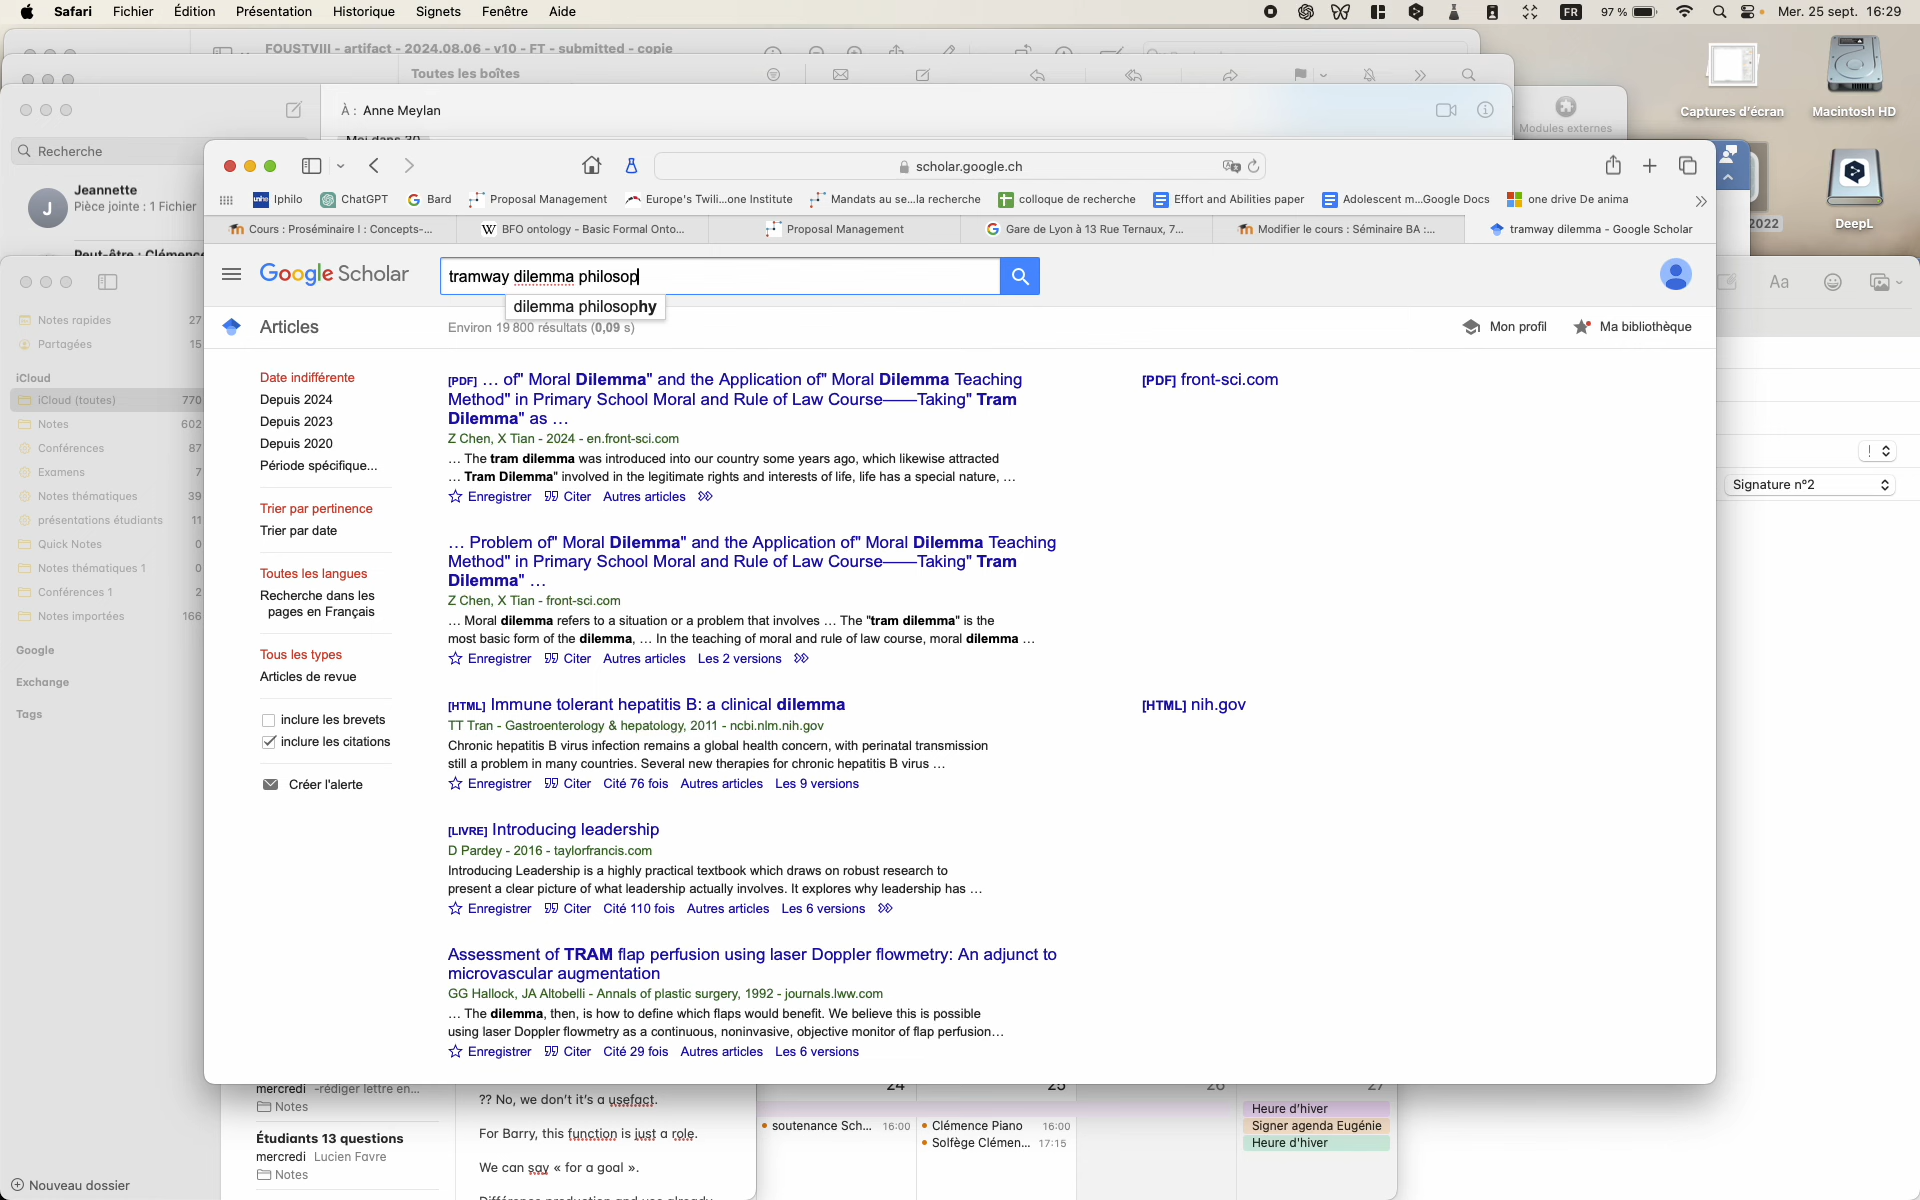 Safari Fichier Édition Présentation Historique Signets Fenêtre Aide
FR 97 % Mer. 25 sept. 16:29
FOUSTVIII - artifact - 2024.08.06 - v10 - FT - submitted - copie
Toutes les boîtes
À : Anne Meylan
Modules externes
Captures d'écran
Macintosh HD
DeepL
2022
Recherche
Jeannette
Pièce jointe : 1 Fichier
J
scholar.google.ch
Iphilo ChatGPT Bard Proposal Management Europe's Twili...one Institute Mandats au se...la recherche colloque de recherche Effort and Abilities paper Adolescent m...Google Docs one drive De anima
Cours : Proséminaire I : Concepts-... BFO ontology - Basic Formal Onto... Proposal Management Gare de Lyon à 13 Rue Ternaux, 7... Modifier le cours : Séminaire BA :... tramway dilemma - Google Scholar
Google Scholar
tramway dilemma philosop
dilemma philosophy
Articles
Environ 19 800 résultats (0,09 s)
Mon profil Ma bibliothèque
Date indifférente
Depuis 2024
Depuis 2023
Depuis 2020
Période spécifique...
Trier par pertinence
Trier par date
Toutes les langues
Recherche dans les
pages en Français
Tous les types
Articles de revue
inclure les brevets
inclure les citations
Créer l'alerte
[PDF] … of" Moral Dilemma" and the Application of" Moral Dilemma Teaching
Method" in Primary School Moral and Rule of Law Course——Taking" Tram
Dilemma" as …
Z Chen, X Tian - 2024 - en.front-sci.com
… The tram dilemma was introduced into our country some years ago, which likewise attracted
… Tram Dilemma" involved in the legitimate rights and interests of life, life has a special nature, …
Enregistrer Citer Autres articles
[PDF] front-sci.com
… Problem of" Moral Dilemma" and the Application of" Moral Dilemma Teaching
Method" in Primary School Moral and Rule of Law Course——Taking" Tram
Dilemma" …
Z Chen, X Tian - front-sci.com
… Moral dilemma refers to a situation or a problem that involves … The "tram dilemma" is the
most basic form of the dilemma, … In the teaching of moral and rule of law course, moral dilemma …
Enregistrer Citer Autres articles Les 2 versions
[HTML] Immune tolerant hepatitis B: a clinical dilemma
TT Tran - Gastroenterology & hepatology, 2011 - ncbi.nlm.nih.gov
Chronic hepatitis B virus infection remains a global health concern, with perinatal transmission
still a problem in many countries. Several new therapies for chronic hepatitis B virus …
Enregistrer Citer Cité 76 fois Autres articles Les 9 versions
[HTML] nih.gov
[LIVRE] Introducing leadership
D Pardey - 2016 - taylorfrancis.com
Introducing Leadership is a highly practical textbook which draws on robust research to
present a clear picture of what leadership actually involves. It explores why leadership has …
Enregistrer Citer Cité 110 fois Autres articles Les 6 versions
Assessment of TRAM flap perfusion using laser Doppler flowmetry: An adjunct to
microvascular augmentation
GG Hallock, JA Altobelli - Annals of plastic surgery, 1992 - journals.lww.com
… The dilemma, then, is how to define which flaps would benefit. We believe this is possible
using laser Doppler flowmetry as a continuous, noninvasive, objective monitor of flap perfusion…
Enregistrer Citer Cité 29 fois Autres articles Les 6 versions
Notes rapides 27
Partagées 15
iCloud
iCloud (toutes) 770
Notes 602
Conférences 87
Examens 7
Notes thématiques 39
présentations étudiants 11
Quick Notes 0
Notes thématiques 1 0
Conférences 1 2
Notes importées 166
Google
Exchange
Tags
Nouveau dossier
Aa
!
Signature n°2
mercredi -rédiger lettre en...
Notes
Étudiants 13 questions
mercredi Lucien Favre
Notes
?? No, we don't it's a usefact.
For Barry, this function is just a role.
We can say « for a goal ».
24 25 26 27
soutenance Sch... 16:00
Clémence Piano 16:00
Solfège Clémen... 17:15
Heure d'hiver
Signer agenda Eugénie
Heure d'hiver